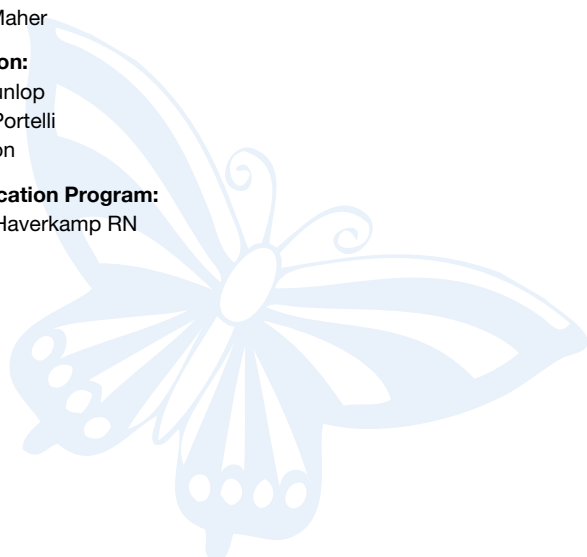 Maher
on:
unlop
Portelli
on
cation Program:
Haverkamp RN